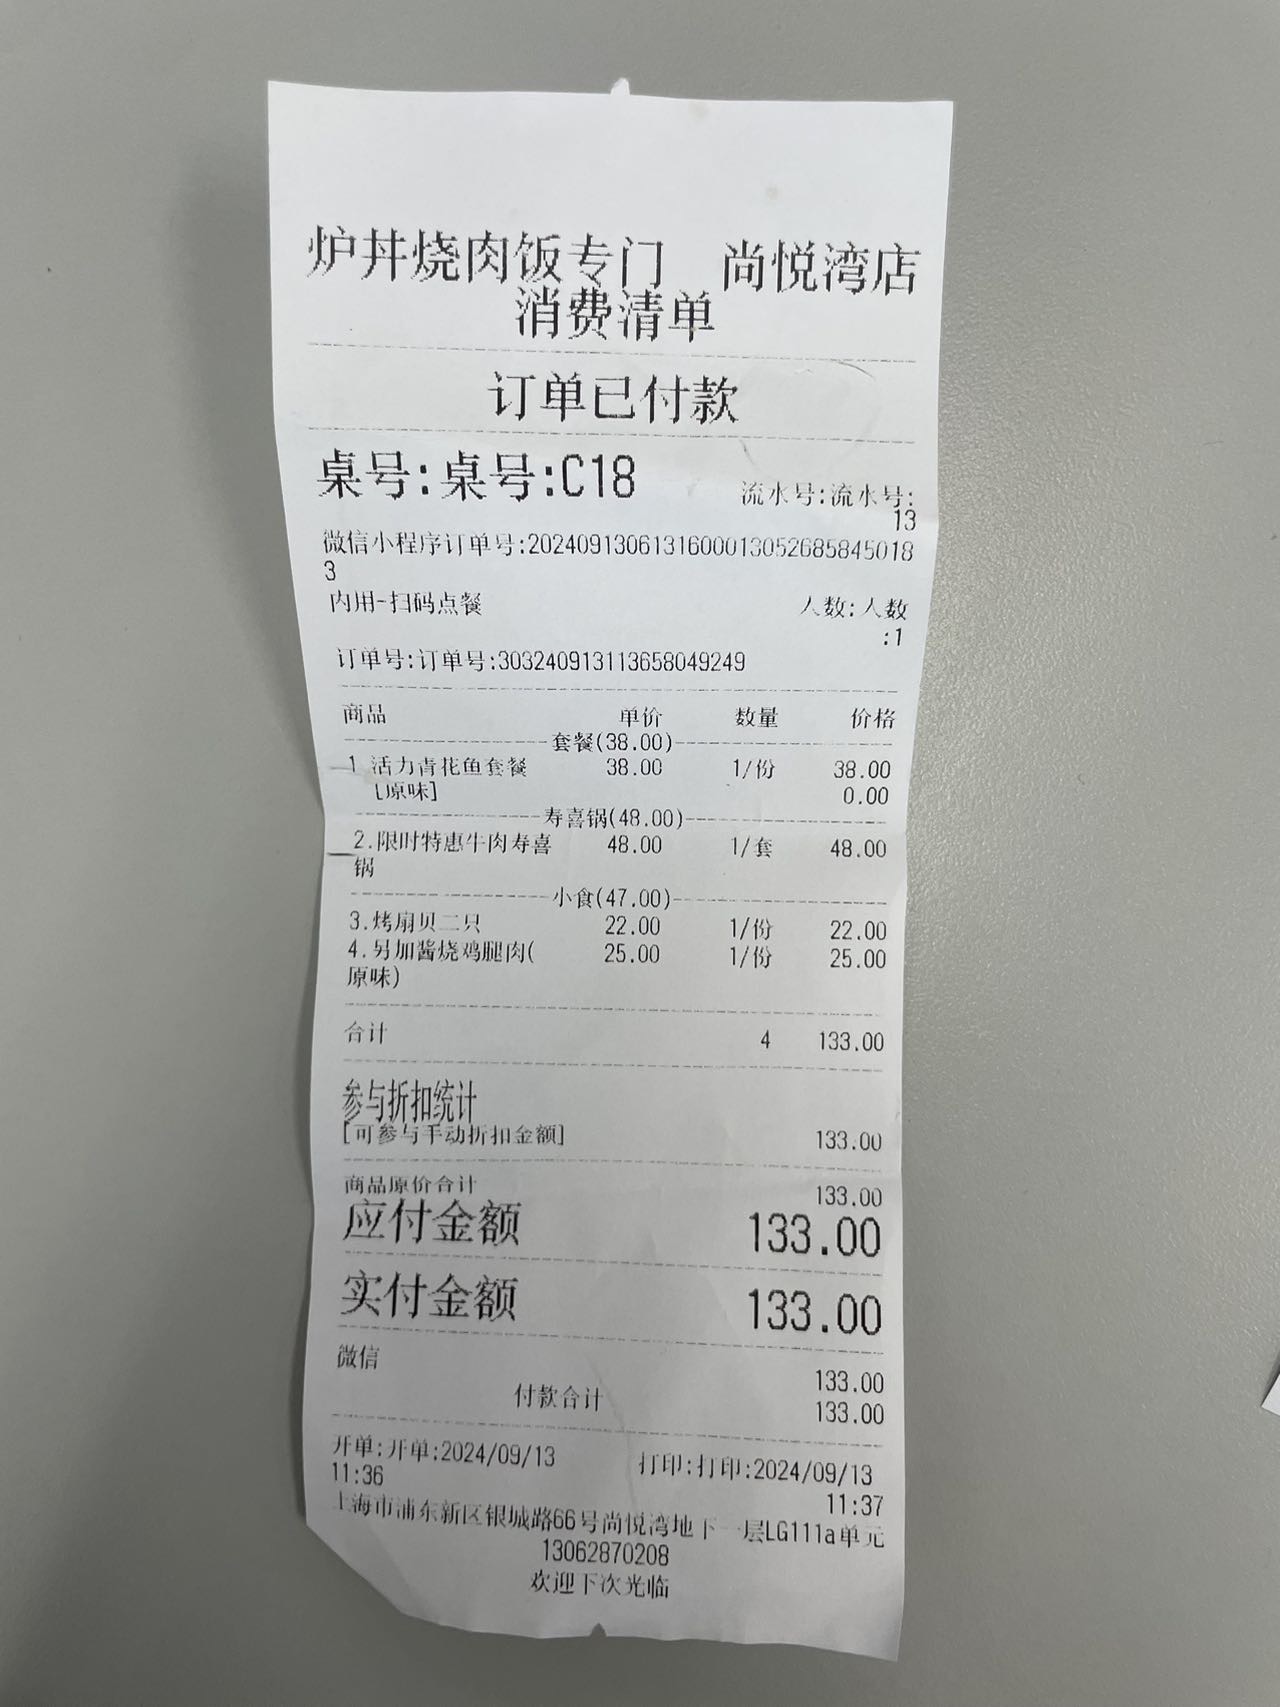 炉丼烧肉饭专门 尚悦湾店
消费清单
订单已付款
桌号:桌号:C18
流水号:流水号:
13
微信小程序订单号:2024091306131600013052685845018
3
内用-扫码点餐 人数:人数
:1
订单号:订单号:303240913113658049249
商品 单价 数量 价格
套餐(38.00)
1 活力青花鱼套餐 38.00 1/份 38.00
[原味] 0.00
寿喜锅(48.00)
2.限时特惠牛肉寿喜 48.00 1/套 48.00
锅
小食(47.00)
3.烤扇贝二只 22.00 1/份 22.00
4.另加酱烧鸡腿肉( 25.00 1/份 25.00
原味)
合计 4 133.00
参与折扣统计
[可参与手动折扣金额] 133.00
商品原价合计 133.00
应付金额 133.00
实付金额 133.00
微信 133.00
付款合计 133.00
开单:开单:2024/09/13 打印:打印:2024/09/13
11:36 11:37
上海市浦东新区银城路66号尚悦湾地下一层LG111a单元
13062870208
欢迎下次光临